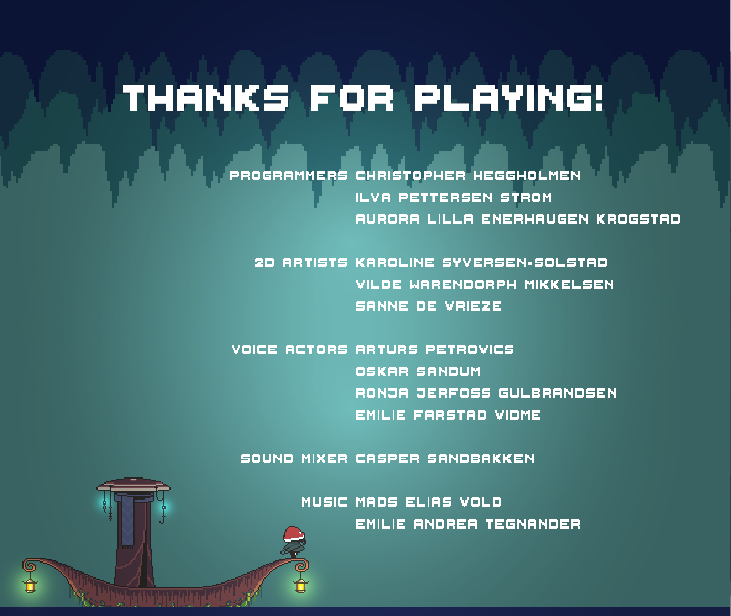 THANKS FOR PLAYING!
PROGRAMMERS CHRISTOPHER HEGGHOLMEN
ILVA PETTERSEN STROM
AURORA LILLA ENERHAUGEN KROGSTAD
2D ARTISTS KAROLINE SYVERSEN-SOLSTAD
VILDE WARENDORPH MIKKELSEN
SANNE DE VRIEZE
VOICE ACTORS ARTURS PETROVICS
OSKAR SANDUM
RONJA JERFOSS GULBRANDSEN
EMILIE FARSTAD VIDME
SOUND MIXER CASPER SANDBAKKEN
MUSIC MADS ELIAS VOLD
EMILIE ANDREA TEGNANDER